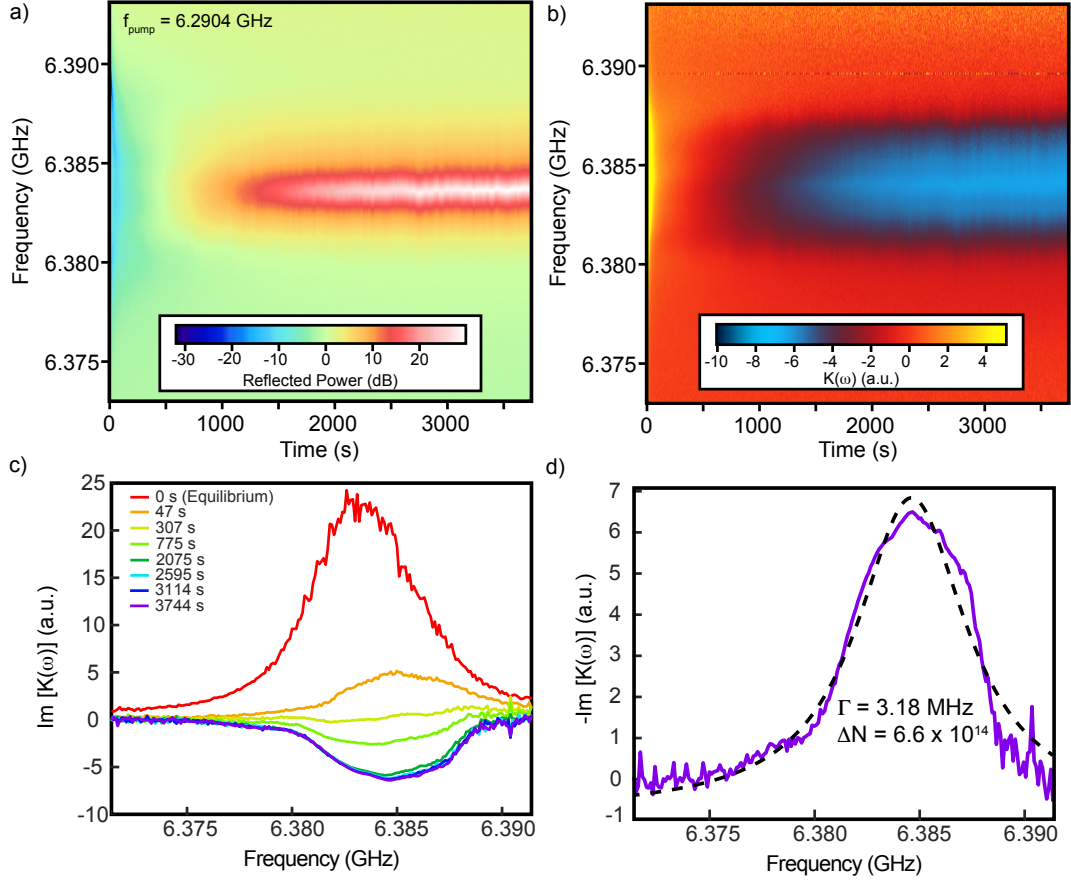 a)
f_pump = 6.2904 GHz
6.390
6.385
6.380
6.375
Frequency (GHz)
-30 -20 -10 0 10 20
Reflected Power (dB)
0 1000 2000 3000
Time (s)
b)
6.390
6.385
6.380
6.375
Frequency (GHz)
-10 -8 -6 -4 -2 0 2 4
K(ω) (a.u.)
0 1000 2000 3000
Time (s)
c)
25
20
15
10
5
0
-5
-10
Im [K(ω)] (a.u.)
0 s (Equilibrium)
47 s
307 s
775 s
2075 s
2595 s
3114 s
3744 s
6.375 6.380 6.385 6.390
Frequency (GHz)
d)
7
6
5
4
3
2
1
0
-1
-Im [K(ω)] (a.u.)
Γ = 3.18 MHz
ΔN = 6.6 x 10¹⁴
6.375 6.380 6.385 6.390
Frequency (GHz)